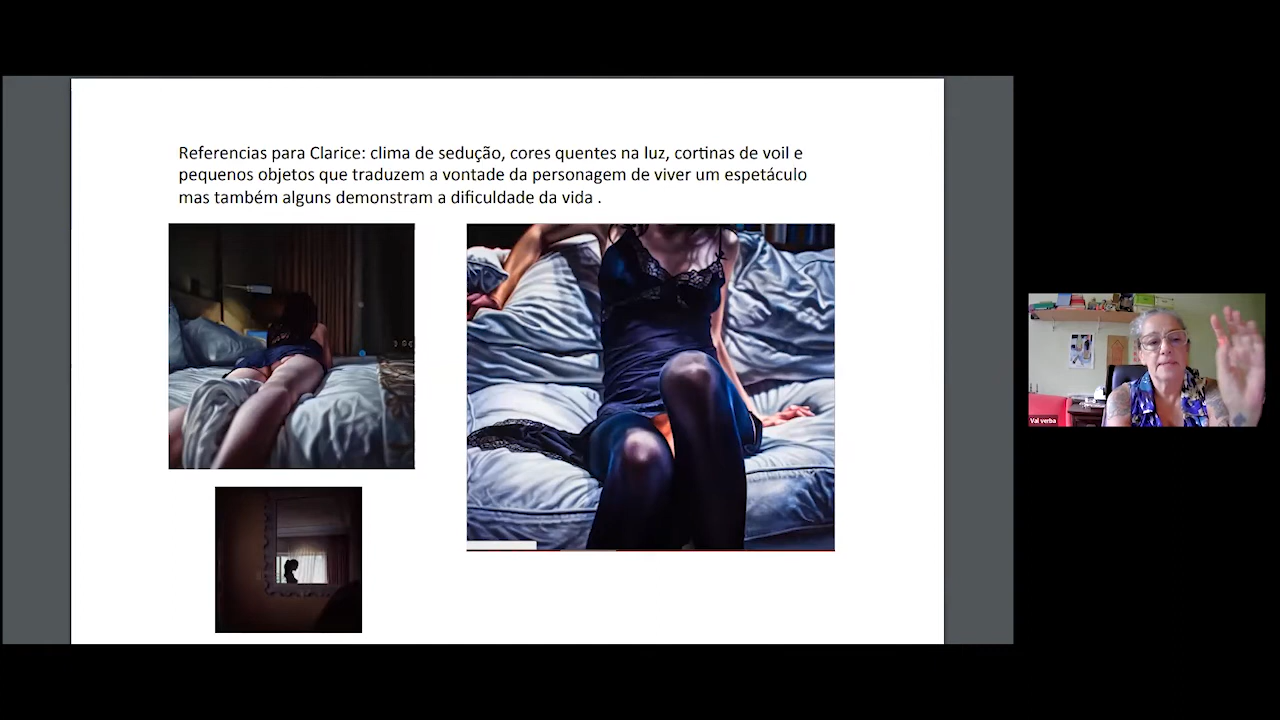 Referencias para Clarice: clima de sedução, cores quentes na luz, cortinas de voil e
pequenos objetos que traduzem a vontade da personagem de viver um espetáculo
mas também alguns demonstram a dificuldade da vida .
Val verba